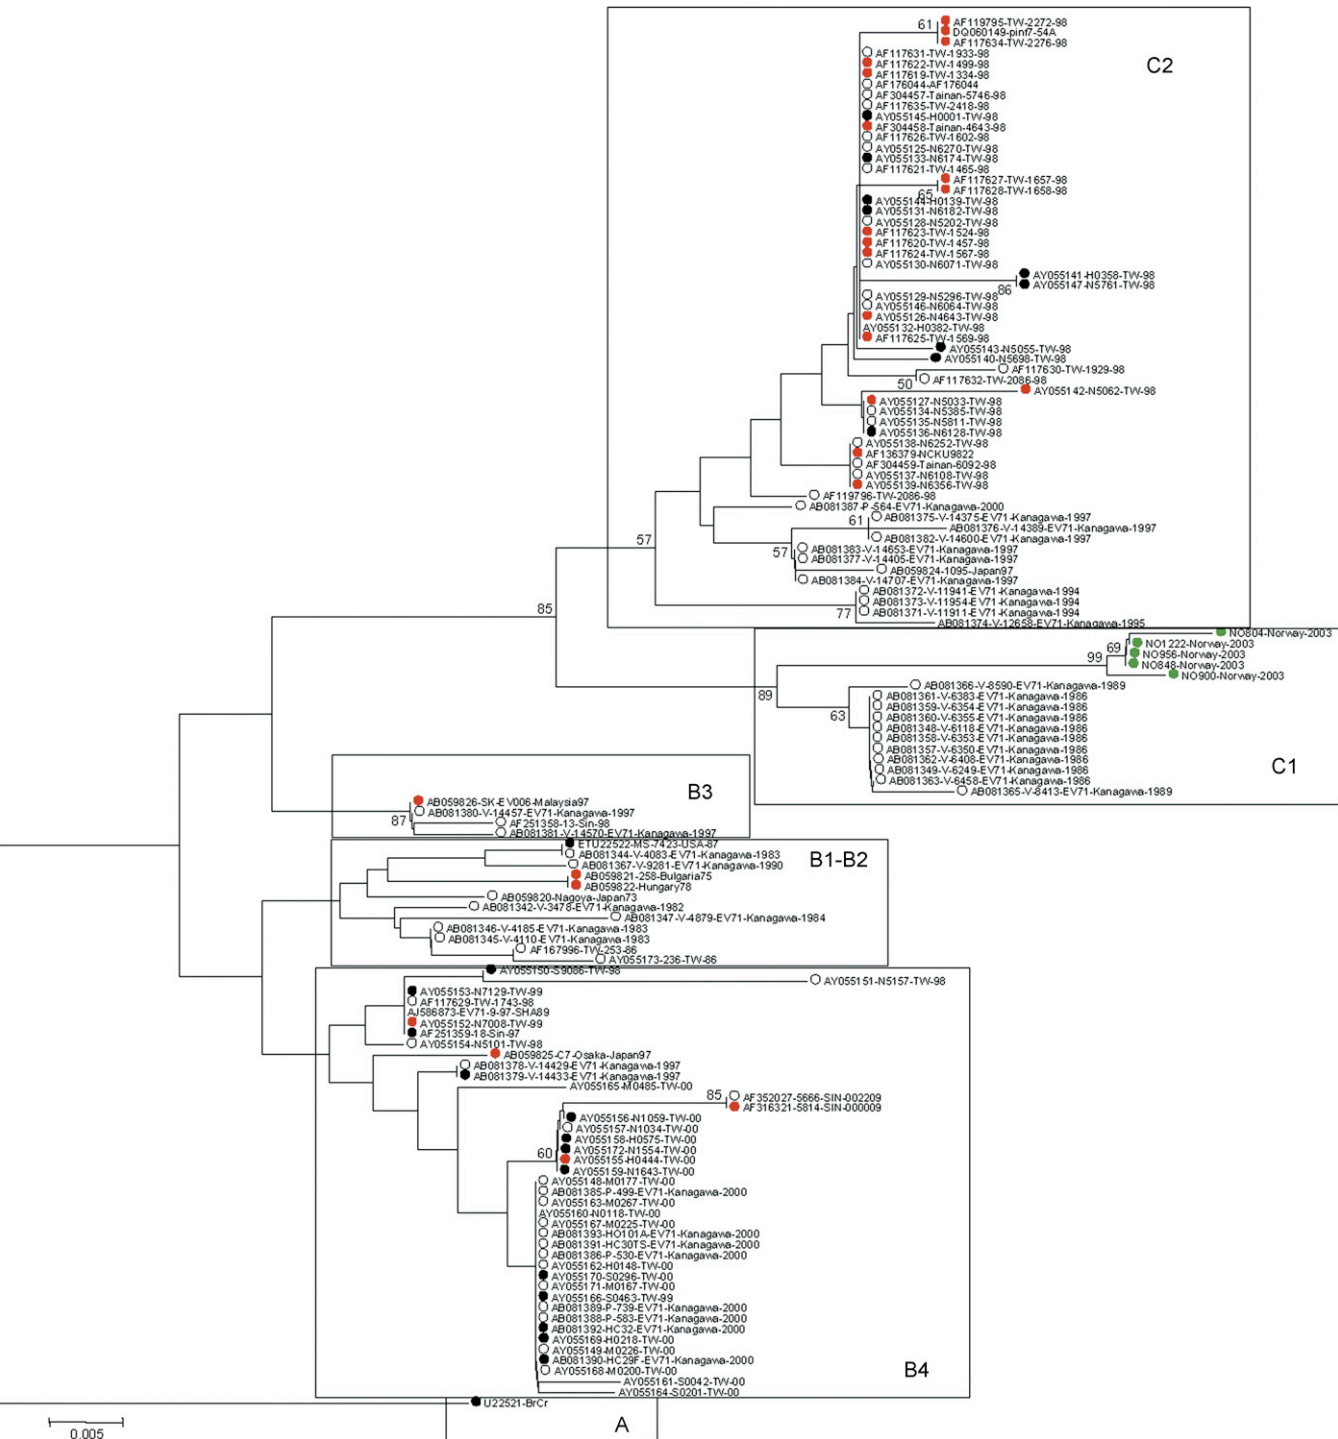 61
AF119795-TW-2272-98
DQ060149-pinf7-54A
AF117634-TW-2276-98
C2
AF117631-TW-1933-98
AF117622-TW-1499-98
AF117619-TW-1334-98
AF176044-AF176044
AF304457-Tainan-5746-98
AF117635-TW-2418-98
AY055145-H0001-TW-98
AF304458-Tainan-4643-98
AF117626-TW-1602-98
AY055125-N6270-TW-98
AY055133-N6174-TW-98
AF117621-TW-1465-98
AF117627-TW-1657-98
AF117628-TW-1658-98
65
AY055144-H0139-TW-98
AY055131-N6182-TW-98
AY055128-N5202-TW-98
AF117623-TW-1524-98
AF117620-TW-1457-98
AF117624-TW-1567-98
AY055130-N6071-TW-98
AY055141-H0358-TW-98
AY055147-N5761-TW-98
86
AY055129-N5296-TW-98
AY055146-N6064-TW-98
AY055126-N4643-TW-98
AY055132-H0382-TW-98
AF117625-TW-1569-98
AY055143-N5055-TW-98
AY055140-N5698-TW-98
AF117630-TW-1929-98
50
AF117632-TW-2086-98
AY055142-N5062-TW-98
AY055127-N5033-TW-98
AY055134-N5385-TW-98
AY055135-N5811-TW-98
AY055136-N6128-TW-98
AY055138-N6252-TW-98
AF136379-NCKU9822
AF304459-Tainan-6092-98
AY055137-N6108-TW-98
AY055139-N6356-TW-98
AF119796-TW-2086-98
AB081387-P-564-EV71-Kanagawa-2000
61
AB081375-V-14375-EV71-Kanagawa-1997
AB081376-V-14389-EV71-Kanagawa-1997
AB081382-V-14600-EV71-Kanagawa-1997
57
57
AB081383-V-14653-EV71-Kanagawa-1997
AB081377-V-14405-EV71-Kanagawa-1997
AB059824-1095-Japan97
AB081384-V-14707-EV71-Kanagawa-1997
AB081372-V-11941-EV71-Kanagawa-1994
AB081373-V-11954-EV71-Kanagawa-1994
77
AB081371-V-11911-EV71-Kanagawa-1994
AB081374-V-12658-EV71-Kanagawa-1995
85
NO804-Norway-2003
69
NO1222-Norway-2003
99
NO956-Norway-2003
NO848-Norway-2003
NO900-Norway-2003
89
63
AB081366-V-8590-EV71-Kanagawa-1989
AB081361-V-6383-EV71-Kanagawa-1986
AB081359-V-6354-EV71-Kanagawa-1986
AB081360-V-6355-EV71-Kanagawa-1986
AB081348-V-6118-EV71-Kanagawa-1986
AB081358-V-6353-EV71-Kanagawa-1986
AB081357-V-6350-EV71-Kanagawa-1986
AB081362-V-6408-EV71-Kanagawa-1986
AB081349-V-6249-EV71-Kanagawa-1986
AB081363-V-6458-EV71-Kanagawa-1986
AB081365-V-8413-EV71-Kanagawa-1989
C1
B3
AB059826-SK-EV006-Malaysia97
AB081380-V-14457-EV71-Kanagawa-1997
87
AF251358-13-Sin-98
AB081381-V-14570-EV71-Kanagawa-1997
ETU22522-MS-7423-USA-87
AB081344-V-4083-EV71-Kanagawa-1983
B1-B2
AB081367-V-9281-EV71-Kanagawa-1990
AB059821-258-Bulgaria75
AB059822-Hungary78
AB059820-Nagoya-Japan73
AB081342-V-3478-EV71-Kanagawa-1982
AB081347-V-4879-EV71-Kanagawa-1984
AB081346-V-4185-EV71-Kanagawa-1983
AB081345-V-4110-EV71-Kanagawa-1983
AF167996-TW-253-86
AY055173-236-TW-86
AY055150-S9086-TW-98
AY055151-N5157-TW-98
AY055153-N7129-TW-99
AF117629-TW-1743-98
AJ586873-EV71-9-97-SHA89
AY055152-N7008-TW-99
AF251359-18-Sin-97
AY055154-N5101-TW-98
AB059825-C7-Osaka-Japan97
AB081378-V-14429-EV71-Kanagawa-1997
AB081379-V-14433-EV71-Kanagawa-1997
AY055165-M0485-TW-00
85
AF352027-5666-SIN-002209
AF316321-5814-SIN-000009
AY055156-N1059-TW-00
AY055157-N1034-TW-00
AY055158-H0575-TW-00
60
AY055172-N1554-TW-00
AY055155-H0444-TW-00
AY055159-N1643-TW-00
AY055148-M0177-TW-00
AB081385-P-499-EV71-Kanagawa-2000
AY055163-M0267-TW-00
AY055160-N0118-TW-00
AY055167-M0225-TW-00
AB081393-HO101A-EV71-Kanagawa-2000
AB081391-HC30TS-EV71-Kanagawa-2000
AB081386-P-530-EV71-Kanagawa-2000
AY055162-H0148-TW-00
AY055170-S0296-TW-00
AY055171-M0167-TW-00
AY055166-S0463-TW-99
AB081389-P-739-EV71-Kanagawa-2000
AB081388-P-583-EV71-Kanagawa-2000
AB081392-HC32-EV71-Kanagawa-2000
AY055169-H0218-TW-00
AY055149-M0226-TW-00
AB081390-HC29F-EV71-Kanagawa-2000
AY055168-M0200-TW-00
B4
AY055161-S0042-TW-00
AY055164-S0201-TW-00
U22521-BrCr
A
0.005